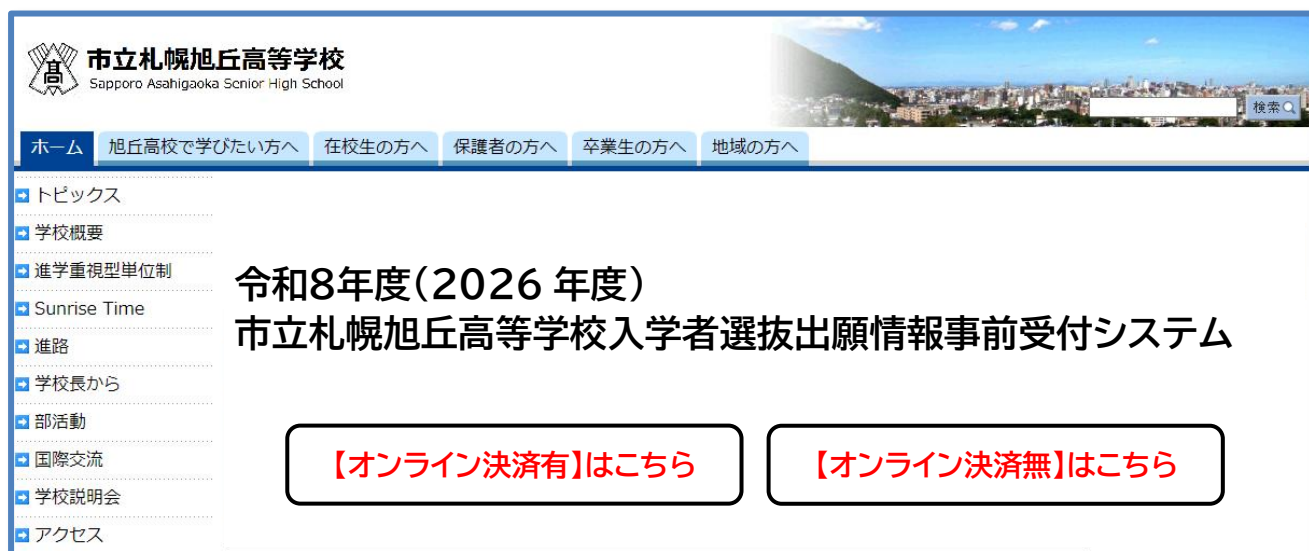 高
市立札幌旭丘高等学校
Sapporo Asahigaoka Senior High School
検索
ホーム 旭丘高校で学びたい方へ 在校生の方へ 保護者の方へ 卒業生の方へ 地域の方へ
トピックス
学校概要
進学重視型単位制
Sunrise Time
進路
学校長から
部活動
国際交流
学校説明会
アクセス
令和8年度(2026 年度)
市立札幌旭丘高等学校入学者選抜出願情報事前受付システム
【オンライン決済有】はこちら
【オンライン決済無】はこちら